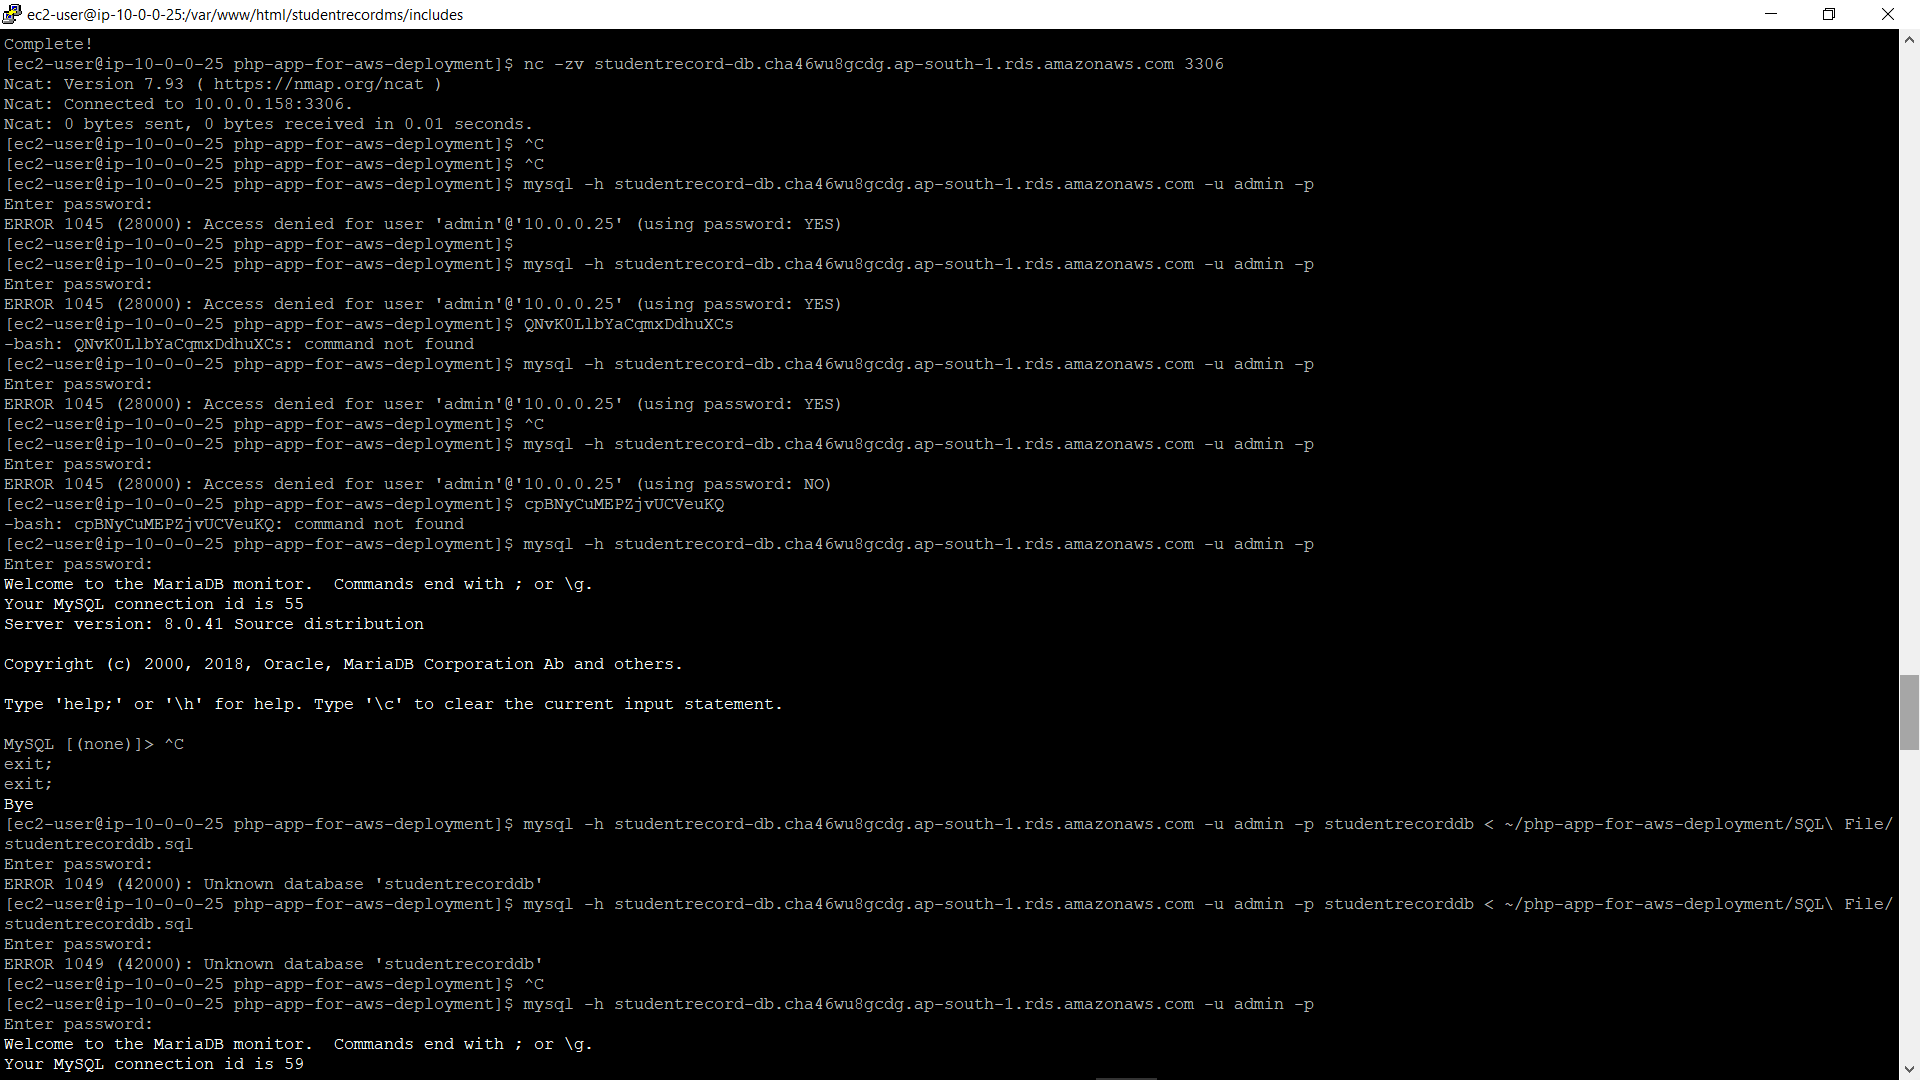 ec2-user@ip-10-0-0-25:/var/www/html/studentrecordms/includes
Complete!
[ec2-user@ip-10-0-0-25 php-app-for-aws-deployment]$ nc -zv studentrecord-db.cha46wu8gcdg.ap-south-1.rds.amazonaws.com 3306
Ncat: Version 7.93 ( https://nmap.org/ncat )
Ncat: Connected to 10.0.0.158:3306.
Ncat: 0 bytes sent, 0 bytes received in 0.01 seconds.
[ec2-user@ip-10-0-0-25 php-app-for-aws-deployment]$ ^C
[ec2-user@ip-10-0-0-25 php-app-for-aws-deployment]$ ^C
[ec2-user@ip-10-0-0-25 php-app-for-aws-deployment]$ mysql -h studentrecord-db.cha46wu8gcdg.ap-south-1.rds.amazonaws.com -u admin -p
Enter password:
ERROR 1045 (28000): Access denied for user 'admin'@'10.0.0.25' (using password: YES)
[ec2-user@ip-10-0-0-25 php-app-for-aws-deployment]$
[ec2-user@ip-10-0-0-25 php-app-for-aws-deployment]$ mysql -h studentrecord-db.cha46wu8gcdg.ap-south-1.rds.amazonaws.com -u admin -p
Enter password:
ERROR 1045 (28000): Access denied for user 'admin'@'10.0.0.25' (using password: YES)
[ec2-user@ip-10-0-0-25 php-app-for-aws-deployment]$ QNvK0LlbYaCqmxDdhuXCs
-bash: QNvK0LlbYaCqmxDdhuXCs: command not found
[ec2-user@ip-10-0-0-25 php-app-for-aws-deployment]$ mysql -h studentrecord-db.cha46wu8gcdg.ap-south-1.rds.amazonaws.com -u admin -p
Enter password:
ERROR 1045 (28000): Access denied for user 'admin'@'10.0.0.25' (using password: YES)
[ec2-user@ip-10-0-0-25 php-app-for-aws-deployment]$ ^C
[ec2-user@ip-10-0-0-25 php-app-for-aws-deployment]$ mysql -h studentrecord-db.cha46wu8gcdg.ap-south-1.rds.amazonaws.com -u admin -p
Enter password:
ERROR 1045 (28000): Access denied for user 'admin'@'10.0.0.25' (using password: NO)
[ec2-user@ip-10-0-0-25 php-app-for-aws-deployment]$ cpBNyCuMEPZjvUCVeuKQ
-bash: cpBNyCuMEPZjvUCVeuKQ: command not found
[ec2-user@ip-10-0-0-25 php-app-for-aws-deployment]$ mysql -h studentrecord-db.cha46wu8gcdg.ap-south-1.rds.amazonaws.com -u admin -p
Enter password:
Welcome to the MariaDB monitor.  Commands end with ; or \g.
Your MySQL connection id is 55
Server version: 8.0.41 Source distribution
Copyright (c) 2000, 2018, Oracle, MariaDB Corporation Ab and others.
Type 'help;' or '\h' for help. Type '\c' to clear the current input statement.
MySQL [(none)]> ^C
exit;
exit;
Bye
[ec2-user@ip-10-0-0-25 php-app-for-aws-deployment]$ mysql -h studentrecord-db.cha46wu8gcdg.ap-south-1.rds.amazonaws.com -u admin -p studentrecorddb < ~/php-app-for-aws-deployment/SQL\ File/
studentrecorddb.sql
Enter password:
ERROR 1049 (42000): Unknown database 'studentrecorddb'
[ec2-user@ip-10-0-0-25 php-app-for-aws-deployment]$ mysql -h studentrecord-db.cha46wu8gcdg.ap-south-1.rds.amazonaws.com -u admin -p studentrecorddb < ~/php-app-for-aws-deployment/SQL\ File/
studentrecorddb.sql
Enter password:
ERROR 1049 (42000): Unknown database 'studentrecorddb'
[ec2-user@ip-10-0-0-25 php-app-for-aws-deployment]$ ^C
[ec2-user@ip-10-0-0-25 php-app-for-aws-deployment]$ mysql -h studentrecord-db.cha46wu8gcdg.ap-south-1.rds.amazonaws.com -u admin -p
Enter password:
Welcome to the MariaDB monitor.  Commands end with ; or \g.
Your MySQL connection id is 59